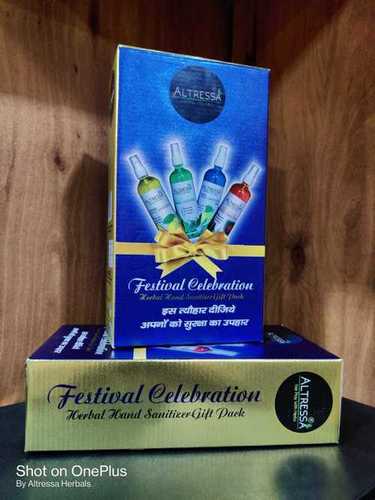 ALTRESSA
Festival Celebration
Herbal Hand Sanitizer Gift Pack
इस त्यौहार दीजिये
अपनों को सुरक्षा का उपहार
Festival Celebration
Herbal Hand Sanitizer Gift Pack
ALTRESSA
Shot on OnePlus
By Altressa Herbals